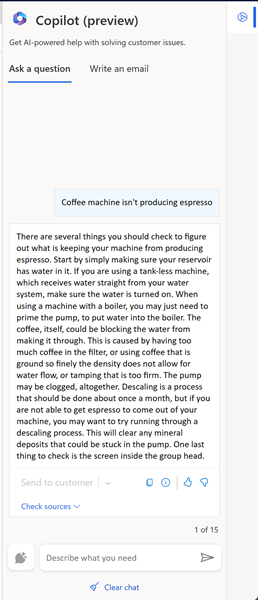 Copilot (preview)
Get AI-powered help with solving customer issues.
Ask a question
Write an email
Coffee machine isn't producing espresso
There are several things you should check to figure
out what is keeping your machine from producing
espresso. Start by simply making sure your reservoir
has water in it. If you are using a tank-less machine,
which receives water straight from your water
system, make sure the water is turned on. When
using a machine with a boiler, you may just need to
prime the pump, to put water into the boiler. The
coffee, itself, could be blocking the water from
making it through. This is caused by having too
much coffee in the filter, or using coffee that is
ground so finely the density does not allow for
water flow, or tamping that is too firm. The pump
may be clogged, altogether. Descaling is a process
that should be done about once a month, but if you
are not able to get espresso to come out of your
machine, you may want to try running through a
descaling process. This will clear any mineral
deposits that could be stuck in the pump. One last
thing to check is the screen inside the group head.
Send to customer
Check sources
1 of 15
Describe what you need
Clear chat